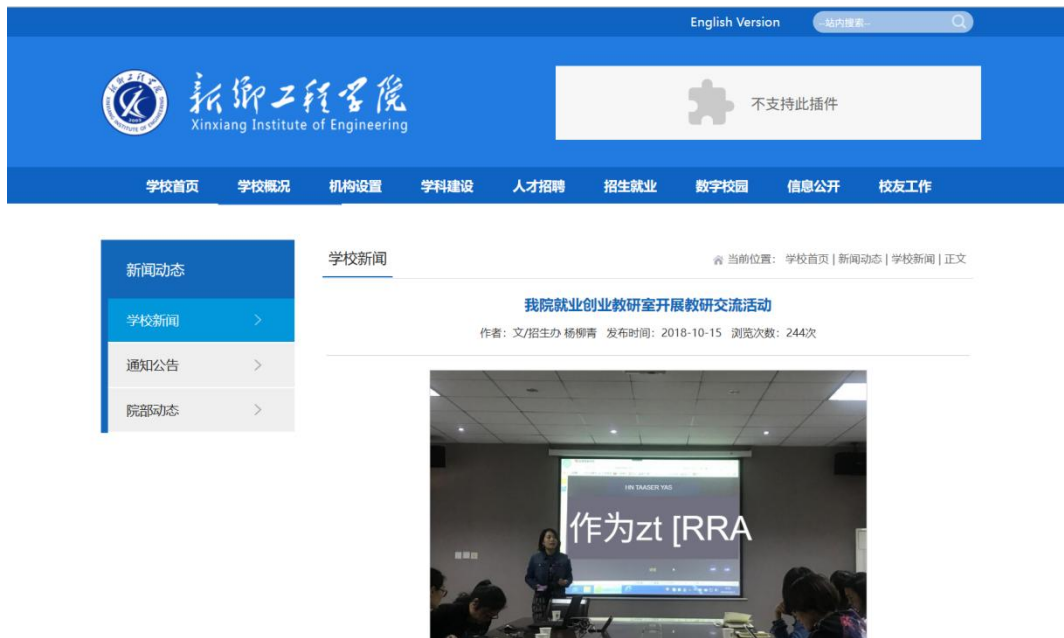 English Version
--站内搜索--
新乡工程学院
Xinxiang Institute of Engineering
不支持此插件
学校首页 学校概况 机构设置 学科建设 人才招聘 招生就业 数字校园 信息公开 校友工作
新闻动态
学校新闻
通知公告
院部动态
学校新闻
当前位置: 学校首页 | 新闻动态 | 学校新闻 | 正文
我院就业创业教研室开展教研交流活动
作者: 文/招生办 杨柳青 发布时间: 2018-10-15 浏览次数: 244次
HN TAASER YAS
作为zt [RRA